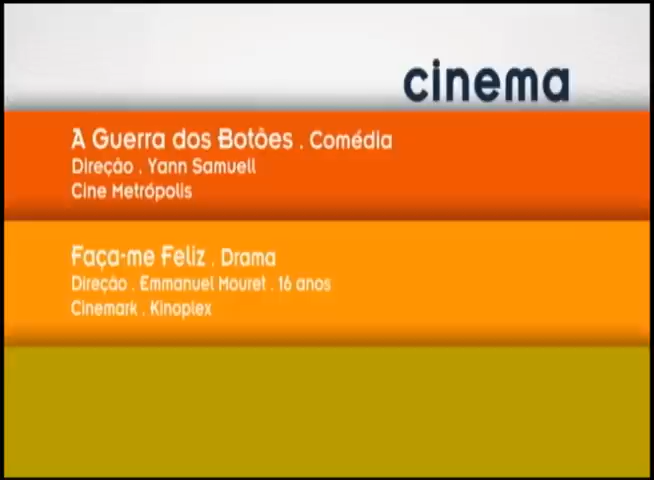 cinema
A Guerra dos Botões . Comédia
Direção . Yann Samuell
Cine Metrópolis
Faça-me Feliz . Drama
Direção . Emmanuel Mouret . 16 anos
Cinemark . Kinoplex